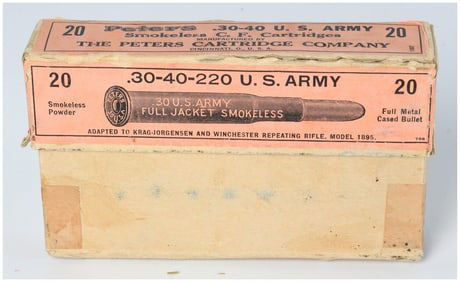 20 Peters .30-40 U. S. ARMY 20
Smokeless C. F. Cartridges
MANUFACTURED BY
THE PETERS CARTRIDGE COMPANY
CINCINNATI, O. U. S. A.
20 .30-40-220 U. S. ARMY 20
Smokeless Powder
.30 U.S. ARMY
FULL JACKET SMOKELESS
Full Metal Cased Bullet
ADAPTED TO KRAG-JORGENSEN AND WINCHESTER REPEATING RIFLE, MODEL 1895.